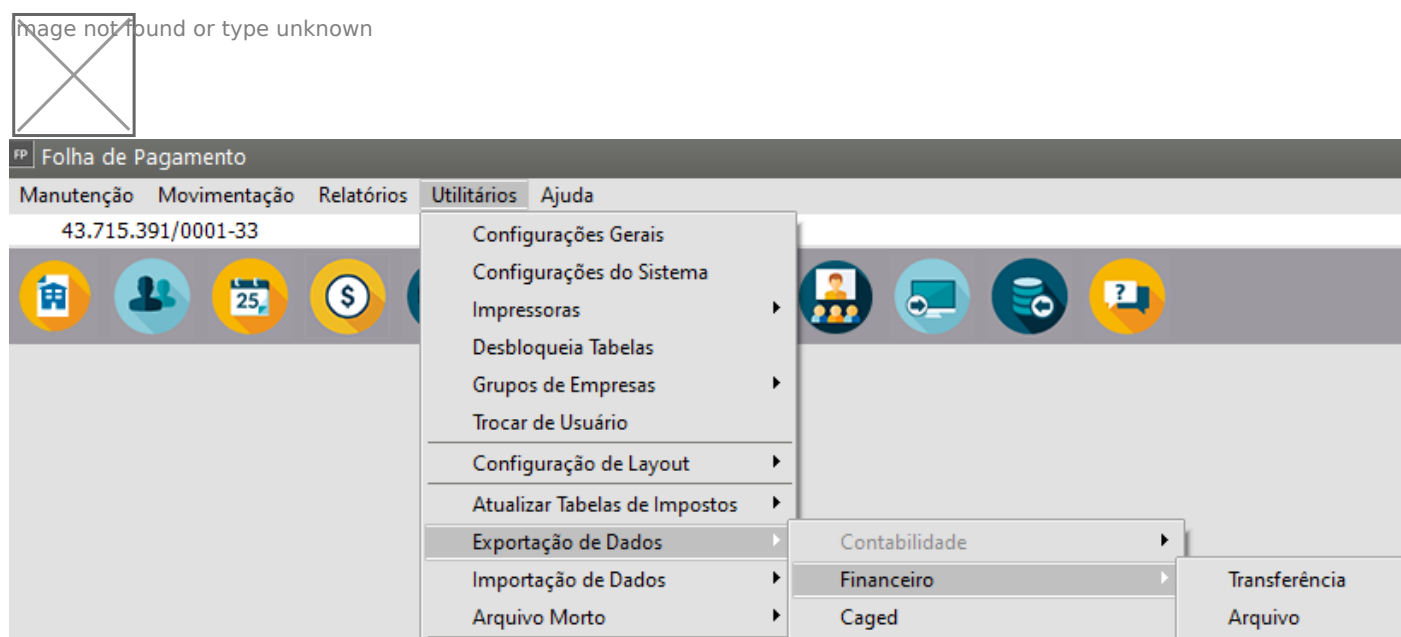 Image not found or type unknown
FP Folha de Pagamento
Manutenção Movimentação Relatórios Utilitários Ajuda
43.715.391/0001-33
Configurações Gerais
Configurações do Sistema
25
$
?
Impressoras
Desbloqueia Tabelas
Grupos de Empresas
Trocar de Usuário
Configuração de Layout
Atualizar Tabelas de Impostos
Exportação de Dados Contabilidade
Importação de Dados Financeiro Transferência
Arquivo Morto Caged Arquivo